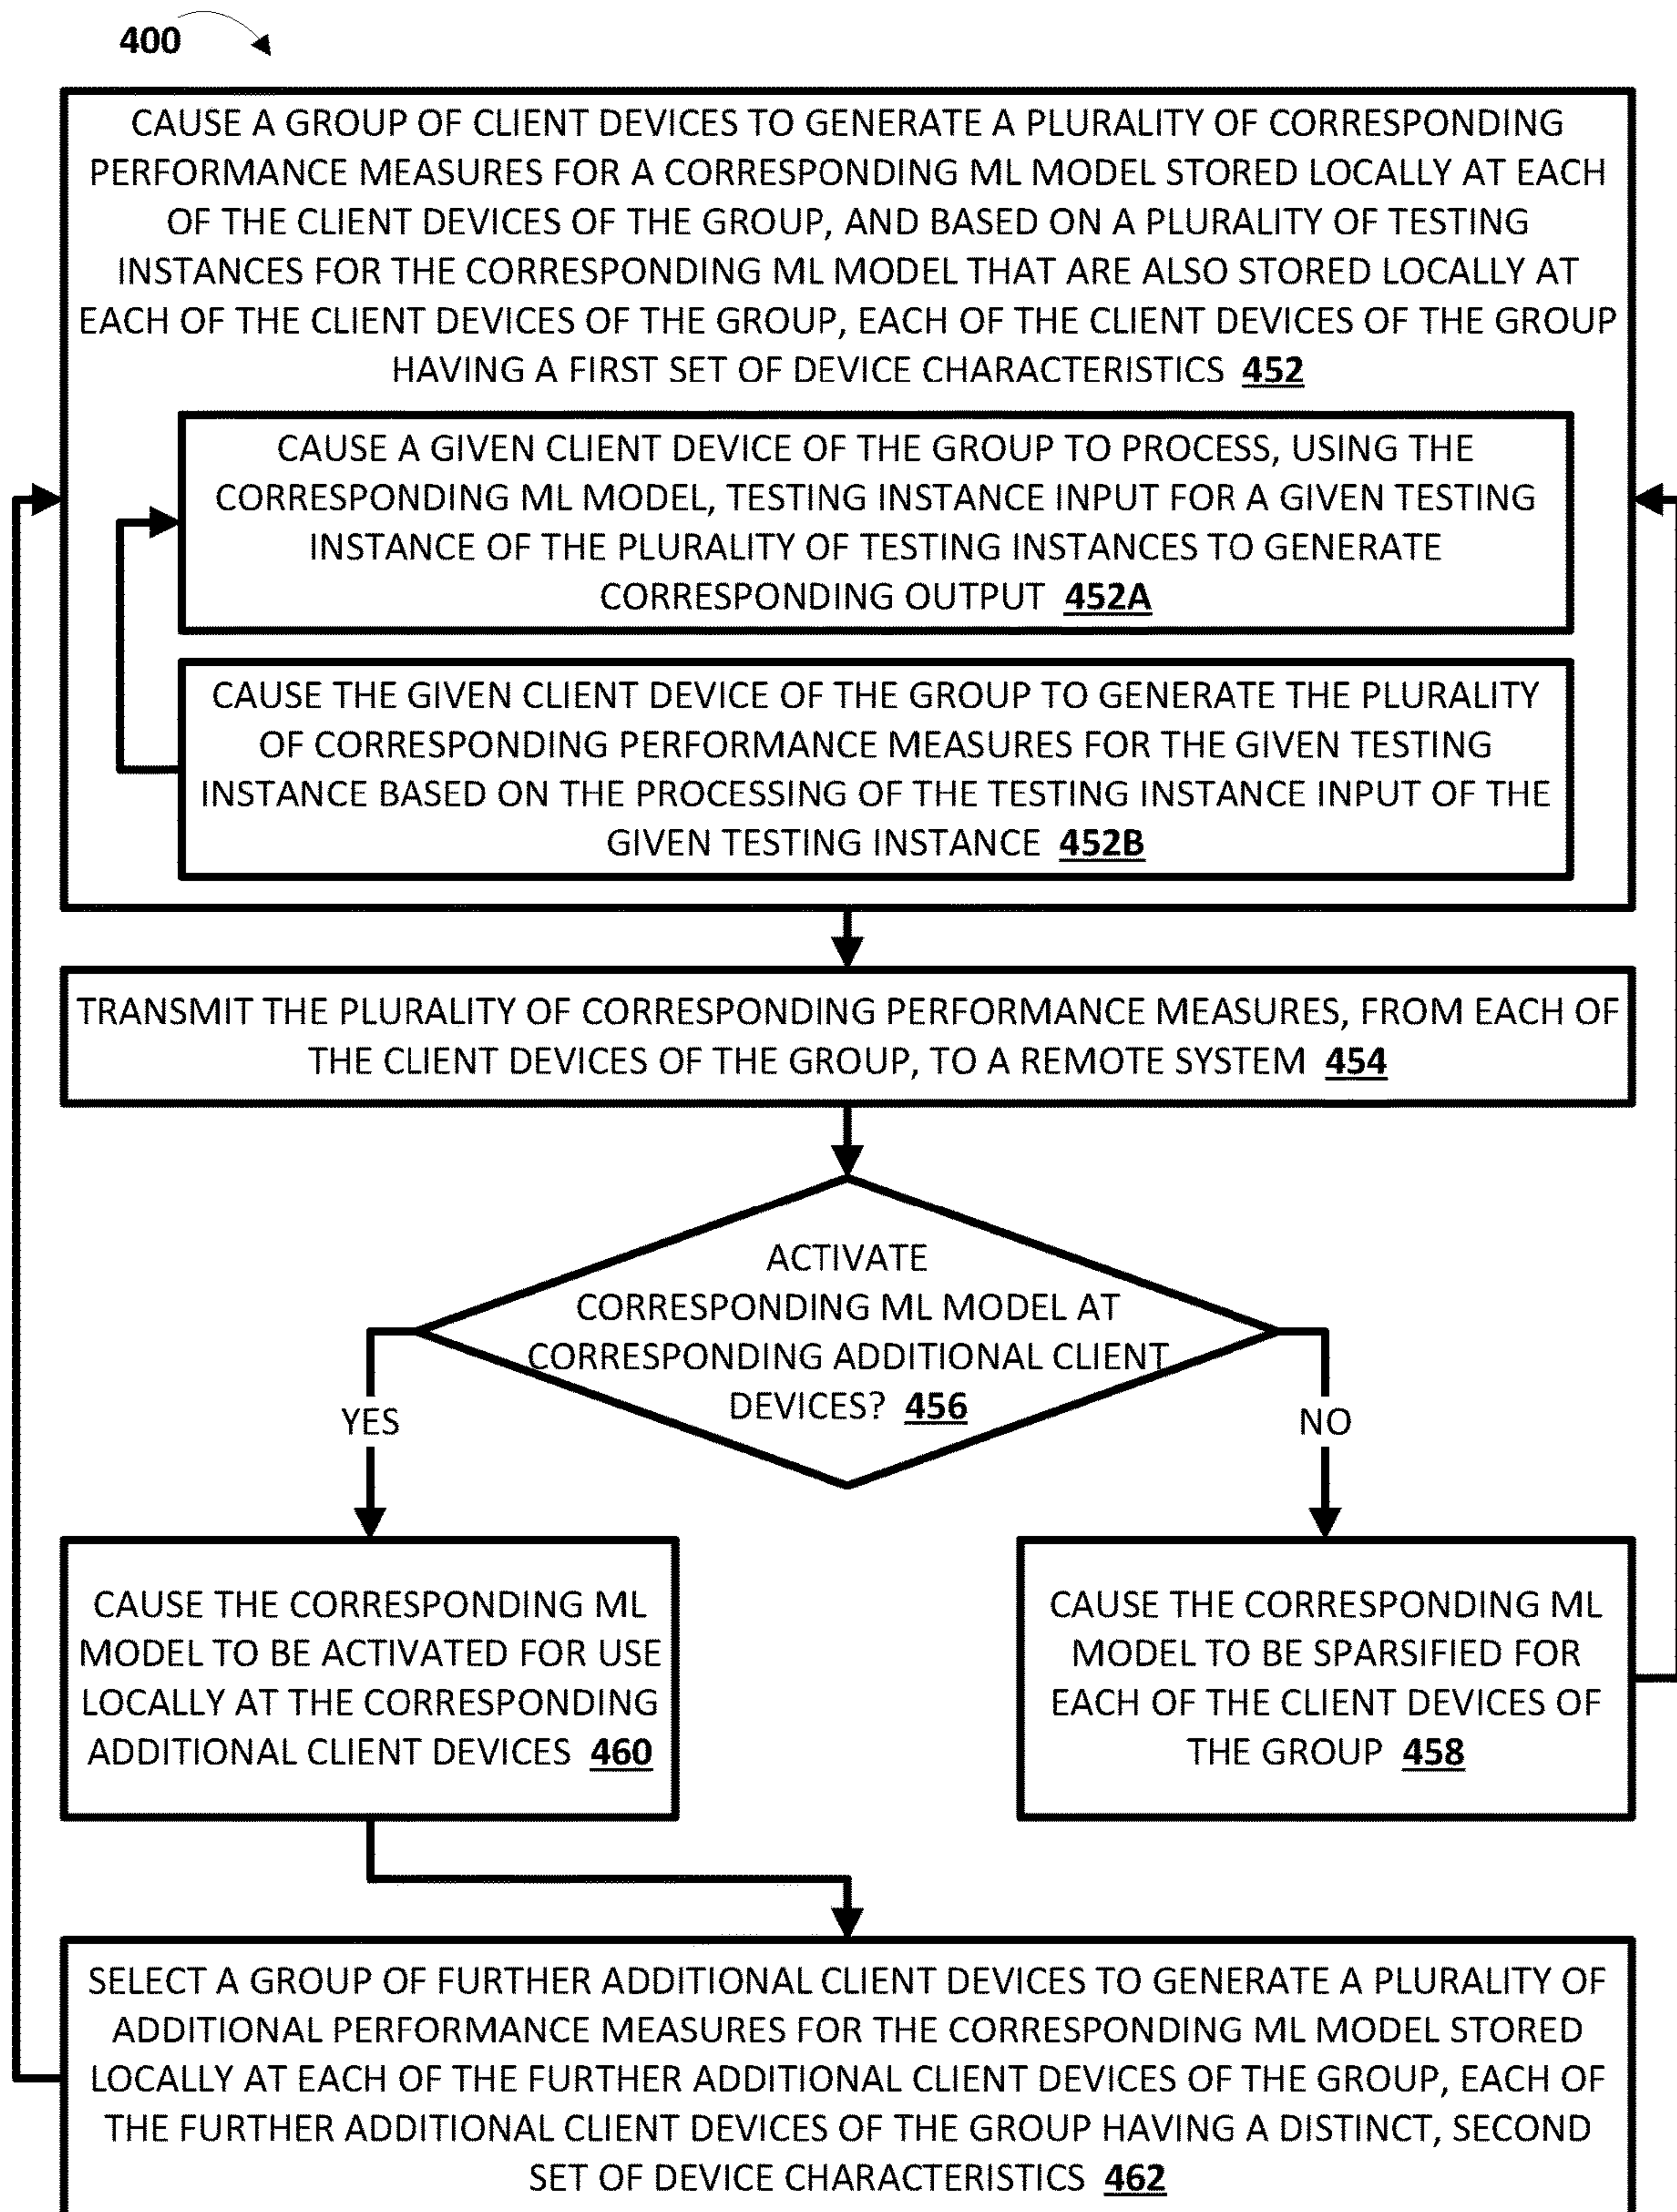 400
CAUSE A GROUP OF CLIENT DEVICES TO GENERATE A PLURALITY OF CORRESPONDING
PERFORMANCE MEASURES FOR A CORRESPONDING ML MODEL STORED LOCALLY AT EACH
OF THE CLIENT DEVICES OF THE GROUP, AND BASED ON A PLURALITY OF TESTING
INSTANCES FOR THE CORRESPONDING ML MODEL THAT ARE ALSO STORED LOCALLY AT
EACH OF THE CLIENT DEVICES OF THE GROUP, EACH OF THE CLIENT DEVICES OF THE GROUP
HAVING A FIRST SET OF DEVICE CHARACTERISTICS 452
CAUSE A GIVEN CLIENT DEVICE OF THE GROUP TO PROCESS, USING THE
CORRESPONDING ML MODEL, TESTING INSTANCE INPUT FOR A GIVEN TESTING
INSTANCE OF THE PLURALITY OF TESTING INSTANCES TO GENERATE
CORRESPONDING OUTPUT 452A
CAUSE THE GIVEN CLIENT DEVICE OF THE GROUP TO GENERATE THE PLURALITY
OF CORRESPONDING PERFORMANCE MEASURES FOR THE GIVEN TESTING
INSTANCE BASED ON THE PROCESSING OF THE TESTING INSTANCE INPUT OF THE
GIVEN TESTING INSTANCE 452B
TRANSMIT THE PLURALITY OF CORRESPONDING PERFORMANCE MEASURES, FROM EACH OF
THE CLIENT DEVICES OF THE GROUP, TO A REMOTE SYSTEM 454
ACTIVATE
CORRESPONDING ML MODEL AT
CORRESPONDING ADDITIONAL CLIENT
DEVICES? 456
YES
NO
CAUSE THE CORRESPONDING ML
MODEL TO BE ACTIVATED FOR USE
LOCALLY AT THE CORRESPONDING
ADDITIONAL CLIENT DEVICES 460
CAUSE THE CORRESPONDING ML
MODEL TO BE SPARSIFIED FOR
EACH OF THE CLIENT DEVICES OF
THE GROUP 458
SELECT A GROUP OF FURTHER ADDITIONAL CLIENT DEVICES TO GENERATE A PLURALITY OF
ADDITIONAL PERFORMANCE MEASURES FOR THE CORRESPONDING ML MODEL STORED
LOCALLY AT EACH OF THE FURTHER ADDITIONAL CLIENT DEVICES OF THE GROUP, EACH OF
THE FURTHER ADDITIONAL CLIENT DEVICES OF THE GROUP HAVING A DISTINCT, SECOND
SET OF DEVICE CHARACTERISTICS 462